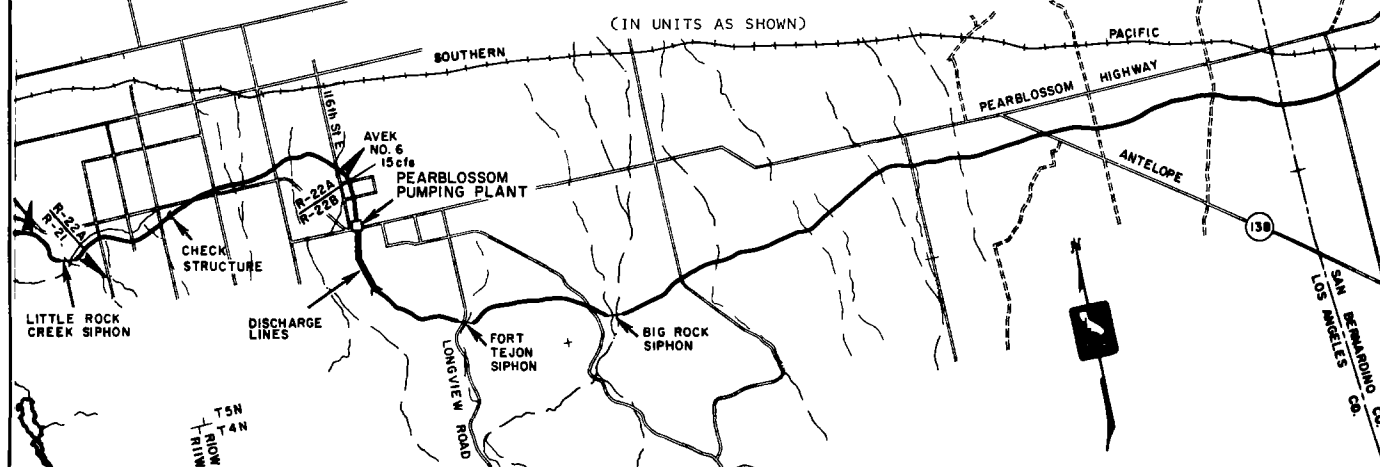 (IN UNITS AS SHOWN)
SOUTHERN
PACIFIC
PEARBLOSSOM HIGHWAY
116th St E
AVEK
NO. 6
15cfs
PEARBLOSSOM
PUMPING PLANT
R-22A
R-22B
R-22A
R-21
CHECK
STRUCTURE
LITTLE ROCK
CREEK SIPHON
DISCHARGE
LINES
FORT
TEJON
SIPHON
LONGVIEW ROAD
BIG ROCK
SIPHON
ANTELOPE
138
N
SAN BERNARDINO CO.
LOS ANGELES CO.
T5N
T4N
R10W
R11W